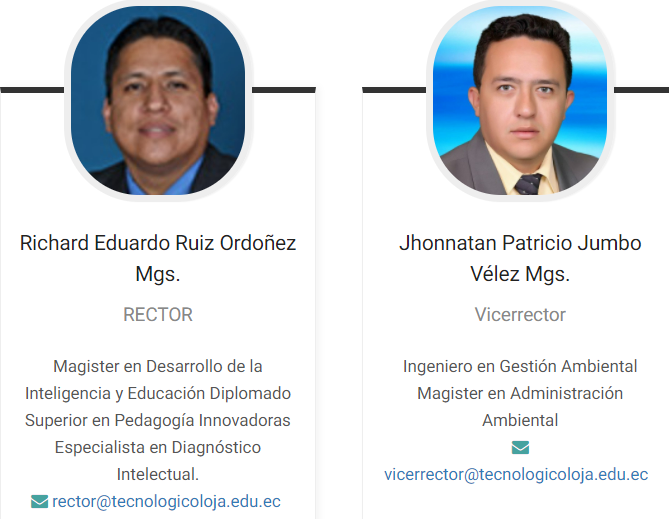 Richard Eduardo Ruiz Ordoñez
Mgs.
RECTOR
Magister en Desarrollo de la
Inteligencia y Educación Diplomado
Superior en Pedagogía Innovadoras
Especialista en Diagnóstico
Intelectual.
rector@tecnologicoloja.edu.ec
Jhonnatan Patricio Jumbo
Vélez Mgs.
Vicerrector
Ingeniero en Gestión Ambiental
Magister en Administración
Ambiental
vicerrector@tecnologicoloja.edu.ec